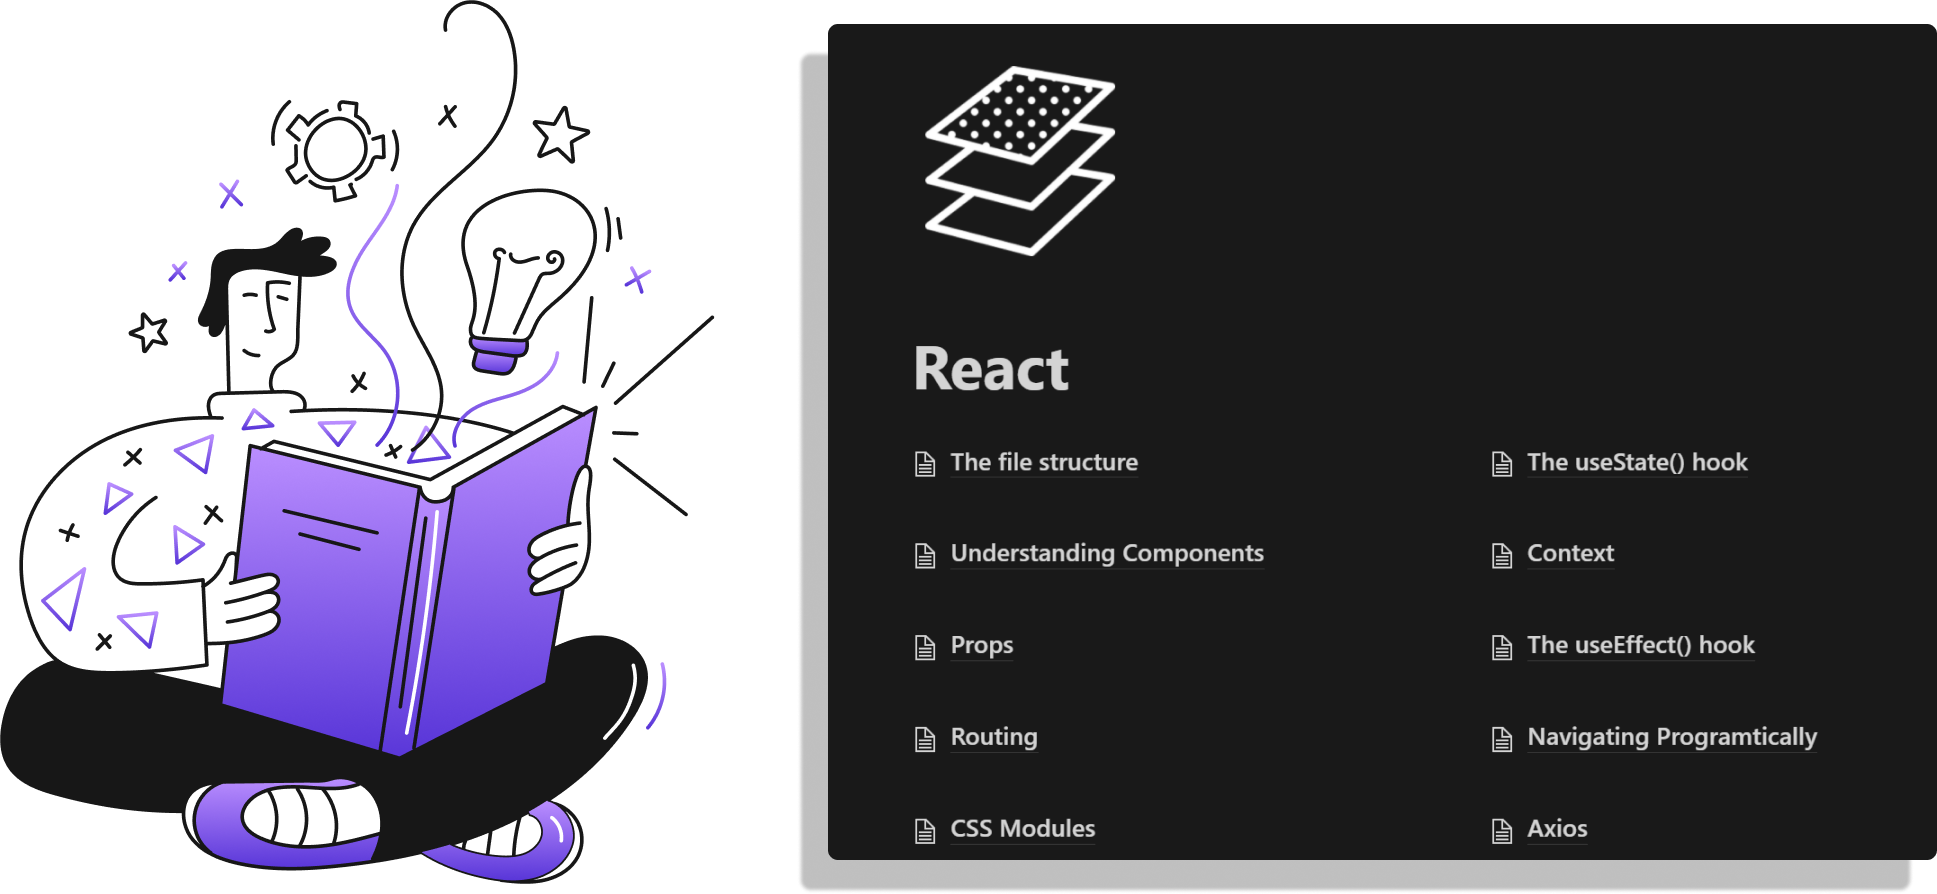 React
The file structure
Understanding Components
Props
Routing
CSS Modules
The useState() hook
Context
The useEffect() hook
Navigating Programtically
Axios